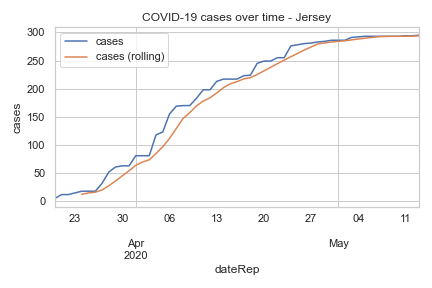 COVID-19 cases over time - Jersey
cases
cases (rolling)
300
250
200
150
100
50
0
cases
23
30
06
13
20
27
04
11
Apr
2020
May
dateRep